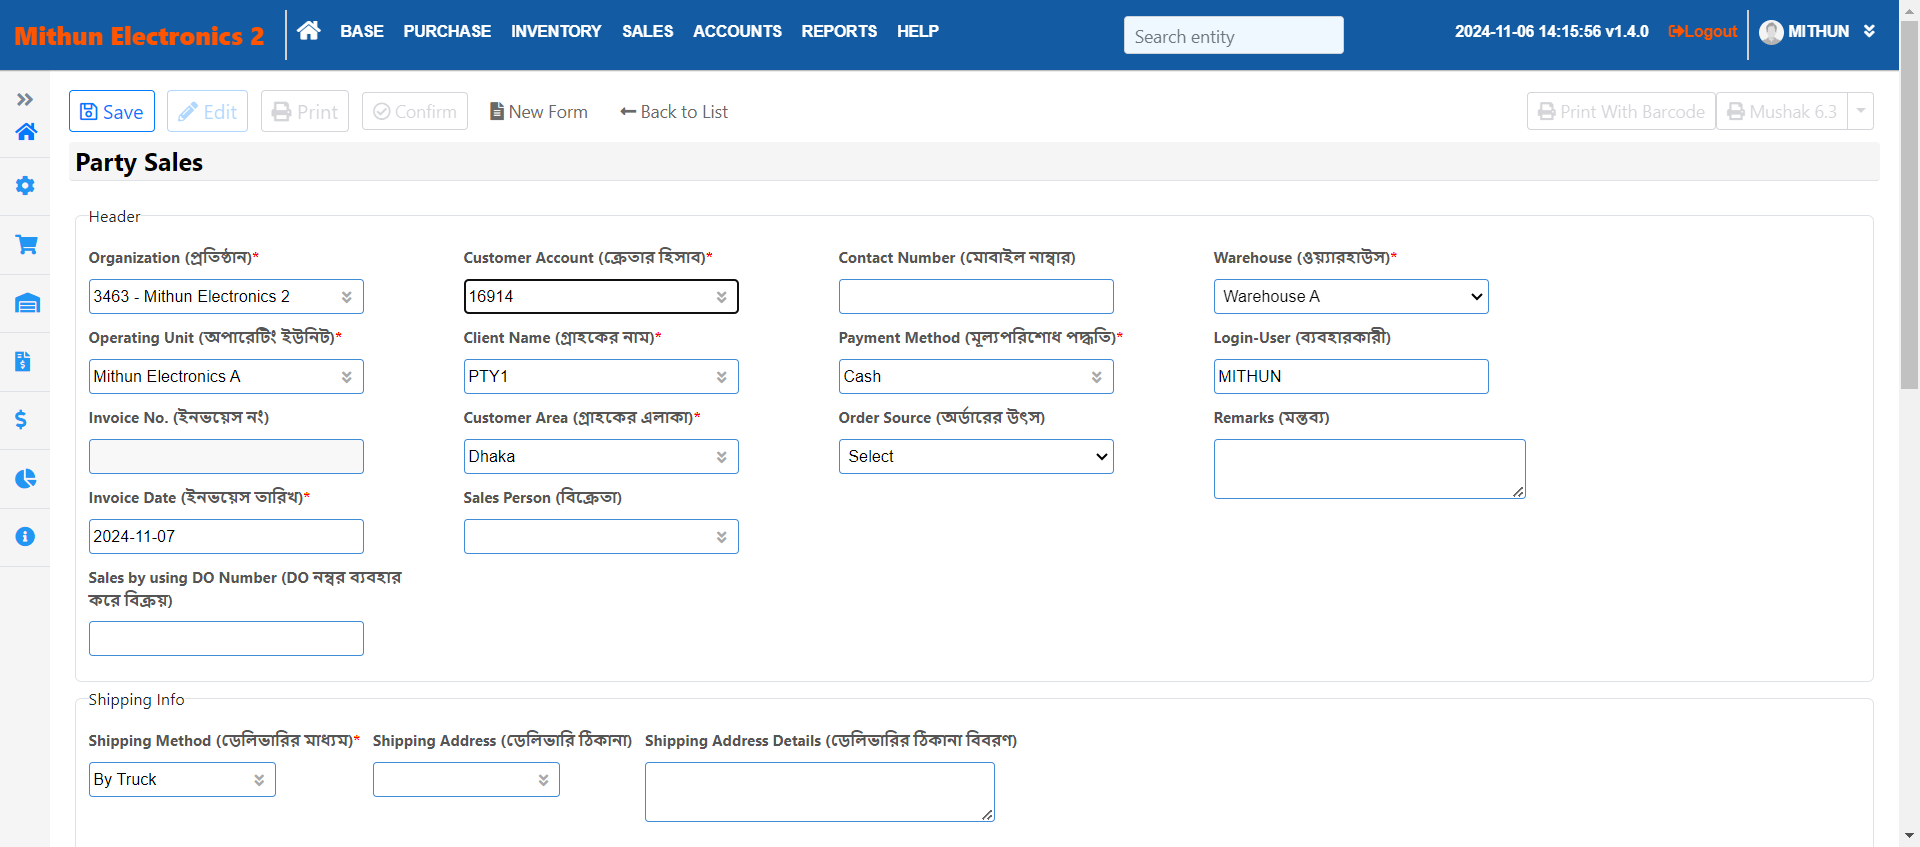 Mithun Electronics 2
BASE PURCHASE INVENTORY SALES ACCOUNTS REPORTS HELP
Search entity
2024-11-06 14:15:56 v1.4.0
Logout
MITHUN
Save
Edit
Print
Confirm
New Form
Back to List
Print With Barcode
Mushak 6.3
Party Sales
Header
Organization (প্রতিষ্ঠান)*
3463 - Mithun Electronics 2
Customer Account (ক্রেতার হিসাব)*
16914
Contact Number (মোবাইল নাম্বার)
Warehouse (ওয়্যারহাউস)*
Warehouse A
Operating Unit (অপারেটিং ইউনিট)*
Mithun Electronics A
Client Name (গ্রাহকের নাম)*
PTY1
Payment Method (মূল্যপরিশোধ পদ্ধতি)*
Cash
Login-User (ব্যবহারকারী)
MITHUN
Invoice No. (ইনভয়েস নং)
Customer Area (গ্রাহকের এলাকা)*
Dhaka
Order Source (অর্ডারের উৎস)
Select
Remarks (মন্তব্য)
Invoice Date (ইনভয়েস তারিখ)*
2024-11-07
Sales Person (বিক্রেতা)
Sales by using DO Number (DO নম্বর ব্যবহার
করে বিক্রয়)
Shipping Info
Shipping Method (ডেলিভারির মাধ্যম)*
By Truck
Shipping Address (ডেলিভারি ঠিকানা)
Shipping Address Details (ডেলিভারির ঠিকানা বিবরণ)